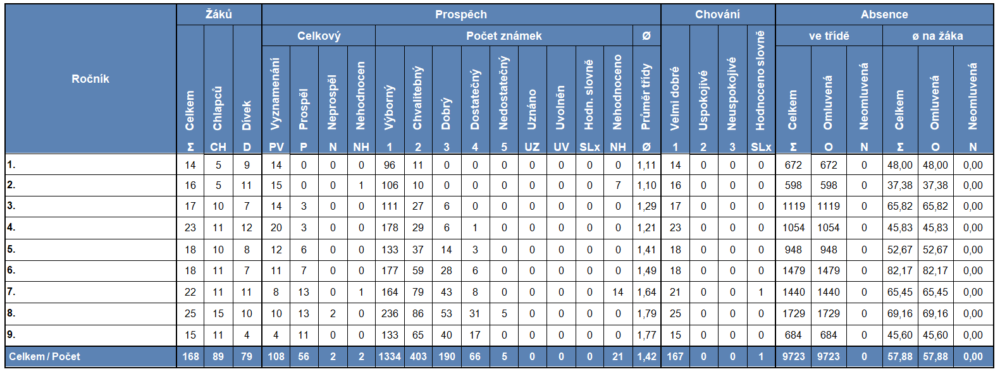 Žáků Prospěch Chování Absence
Celkový Počet známek Ø ve třídě ø na žáka
Ročník Celkem Chlapců Dívek Vyznamenání Prospěl Neprospěl Nehodnocen Výborný Chvalitebný Dobrý Dostatečný Nedostatečný Uznáno Uvolněn Hodn. slovně Nehodnoceno Průměr třídy Velmi dobré Uspokojivé Neuspokojivé Hodnoceno slovně Celkem Omluvená Neomluvená Celkem Omluvená Neomluvená
Σ CH D PV P N NH 1 2 3 4 5 UZ UV SLx NH Ø 1 2 3 SLx Σ O N Σ O N
1. 14 5 9 14 0 0 0 96 11 0 0 0 0 0 0 0 1,11 14 0 0 0 672 672 0 48,00 48,00 0,00
2. 16 5 11 15 0 0 1 106 10 0 0 0 0 0 0 7 1,10 16 0 0 0 598 598 0 37,38 37,38 0,00
3. 17 10 7 14 3 0 0 111 27 6 0 0 0 0 0 0 1,29 17 0 0 0 1119 1119 0 65,82 65,82 0,00
4. 23 11 12 20 3 0 0 178 29 6 1 0 0 0 0 0 1,21 23 0 0 0 1054 1054 0 45,83 45,83 0,00
5. 18 10 8 12 6 0 0 133 37 14 3 0 0 0 0 0 1,41 18 0 0 0 948 948 0 52,67 52,67 0,00
6. 18 11 7 11 7 0 0 177 59 28 6 0 0 0 0 0 1,49 18 0 0 0 1479 1479 0 82,17 82,17 0,00
7. 22 11 11 8 13 0 1 164 79 43 8 0 0 0 0 14 1,64 21 0 0 1 1440 1440 0 65,45 65,45 0,00
8. 25 15 10 10 13 2 0 236 86 53 31 5 0 0 0 0 1,79 25 0 0 0 1729 1729 0 69,16 69,16 0,00
9. 15 11 4 4 11 0 0 133 65 40 17 0 0 0 0 0 1,77 15 0 0 0 684 684 0 45,60 45,60 0,00
Celkem / Počet 168 89 79 108 56 2 2 1334 403 190 66 5 0 0 0 21 1,42 167 0 0 1 9723 9723 0 57,88 57,88 0,00